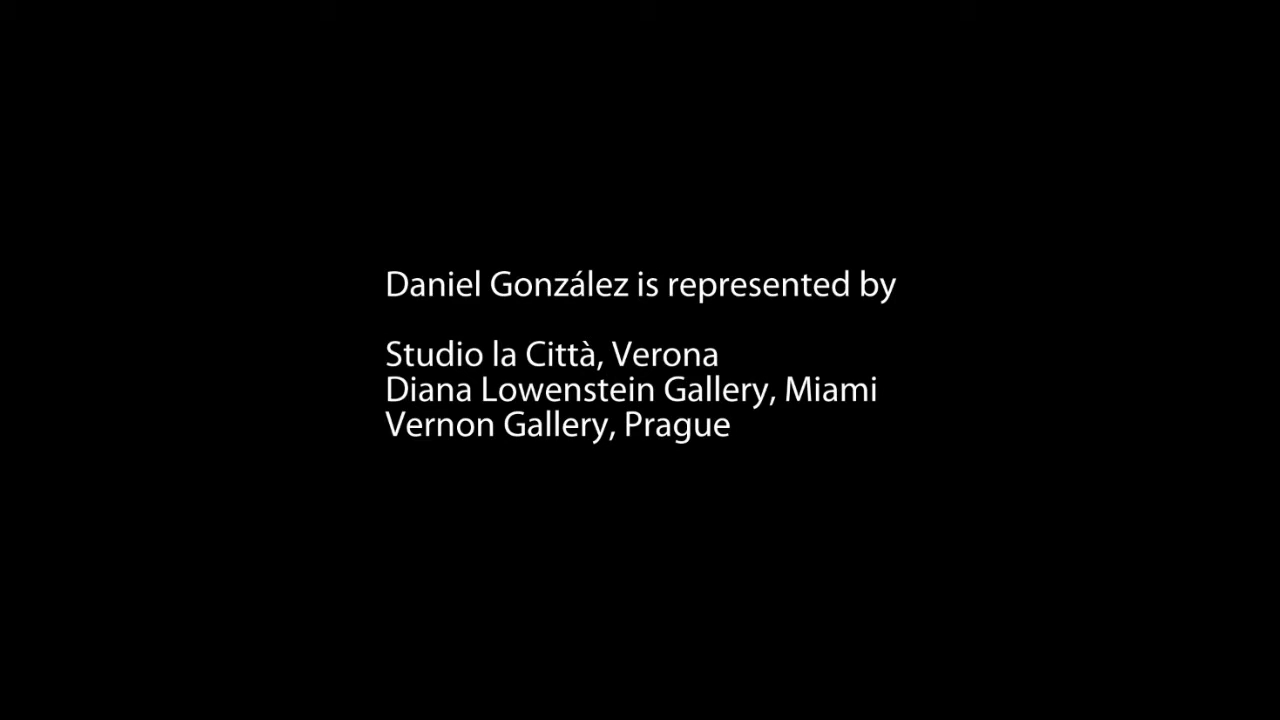 Daniel González is represented by
Studio la Città, Verona
Diana Lowenstein Gallery, Miami
Vernon Gallery, Prague